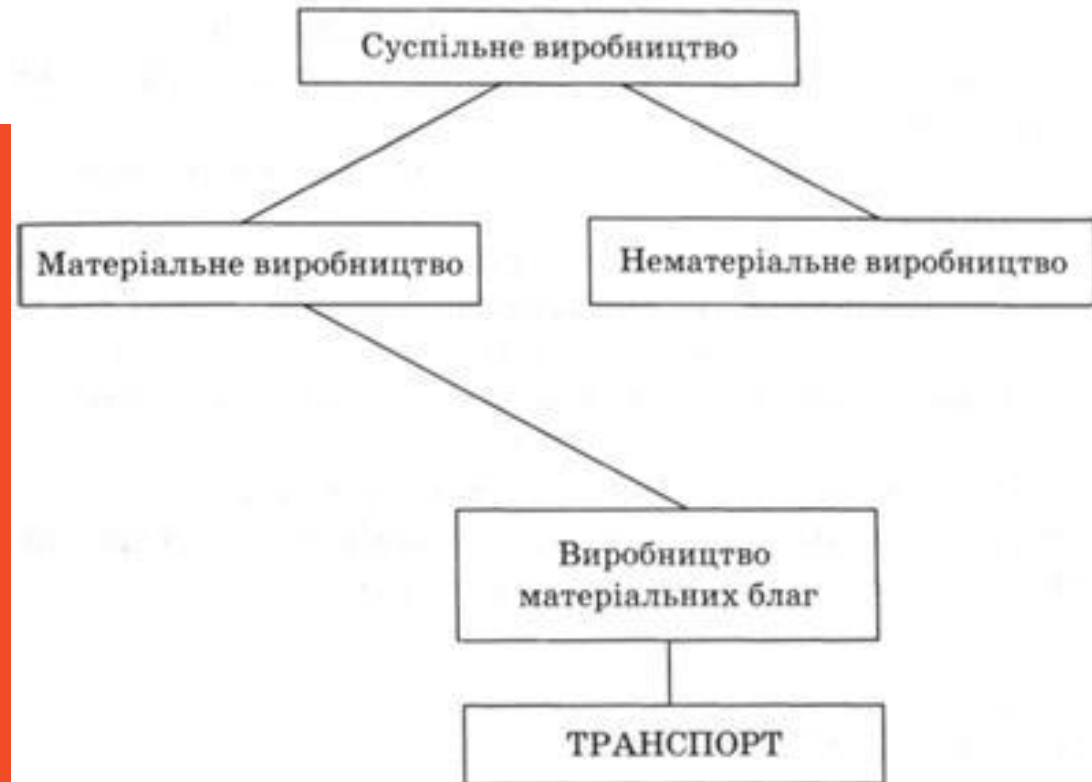 Суспільне виробництво
Матеріальне виробництво
Нематеріальне виробництво
Виробництво
матеріальних благ
ТРАНСПОРТ